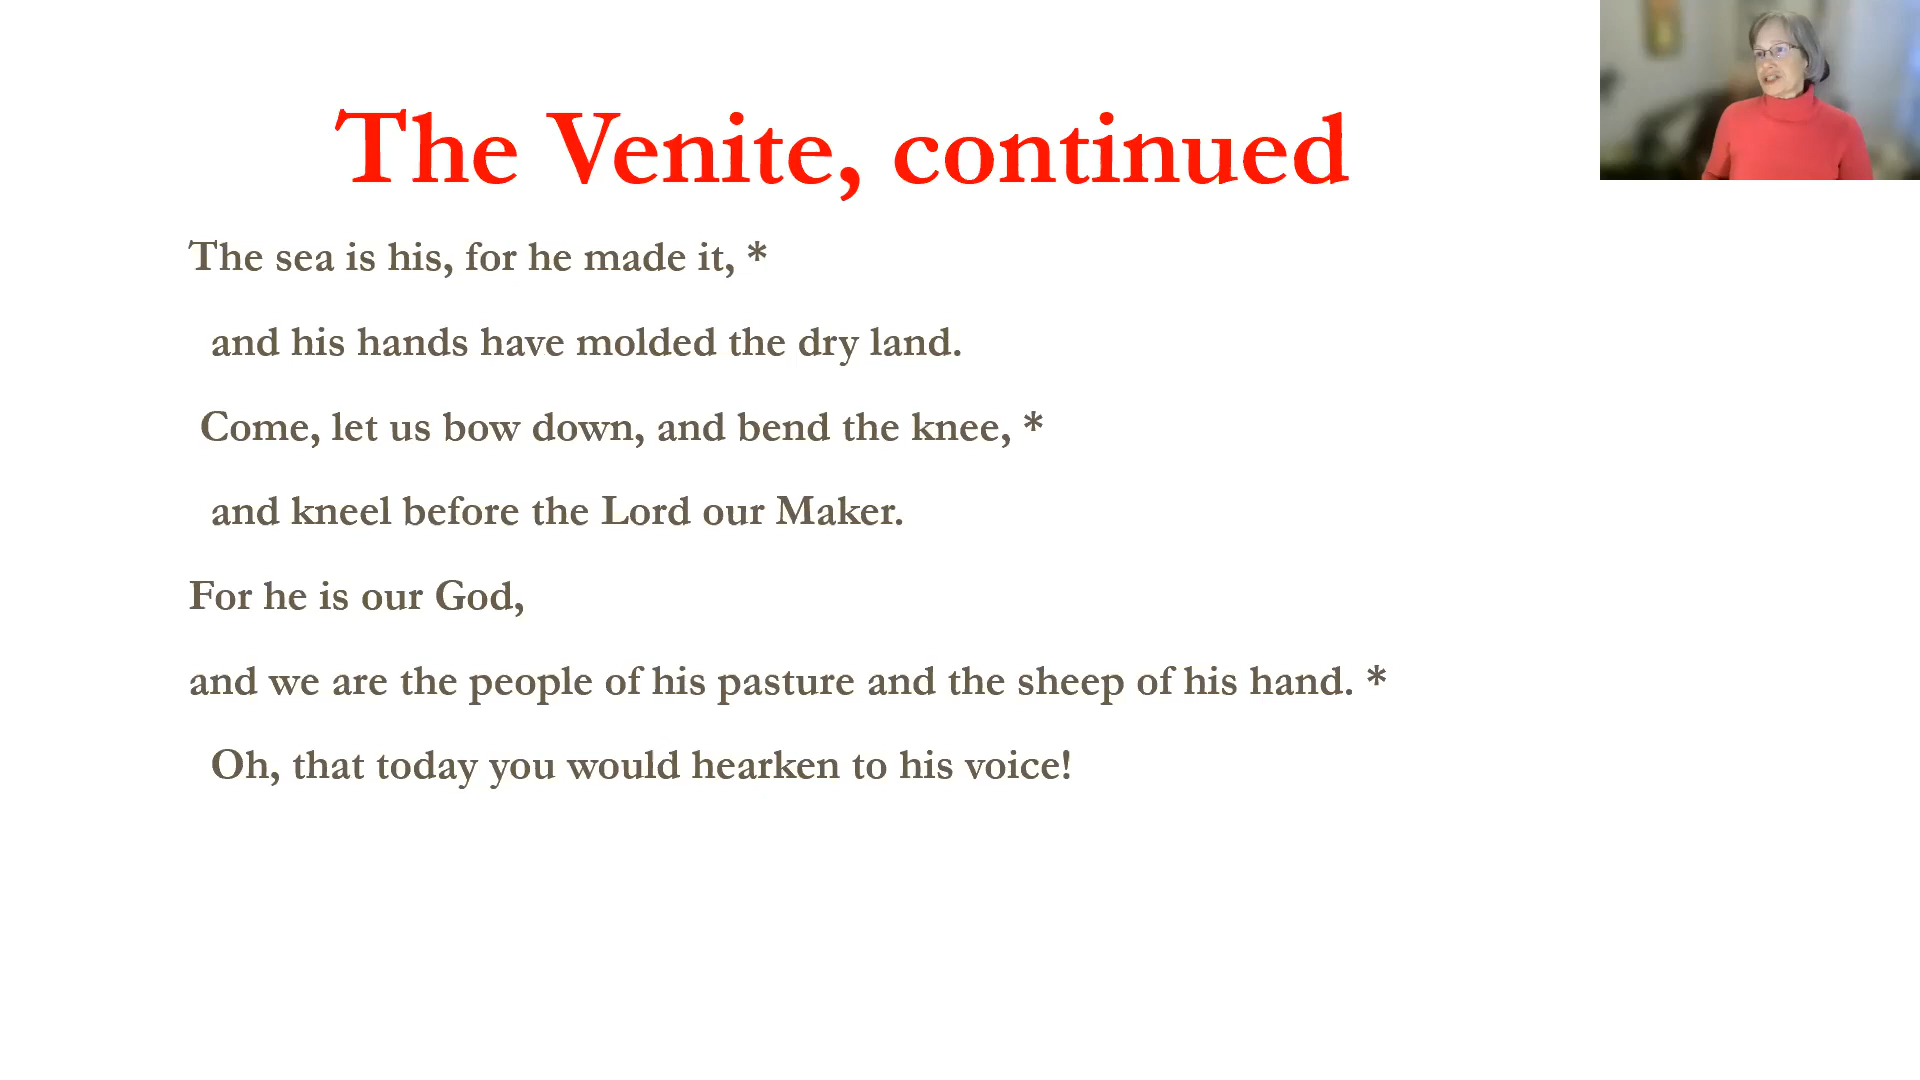 The Venite, continued
The sea is his, for he made it, *
and his hands have molded the dry land.
Come, let us bow down, and bend the knee, *
and kneel before the Lord our Maker.
For he is our God,
and we are the people of his pasture and the sheep of his hand. *
Oh, that today you would hearken to his voice!